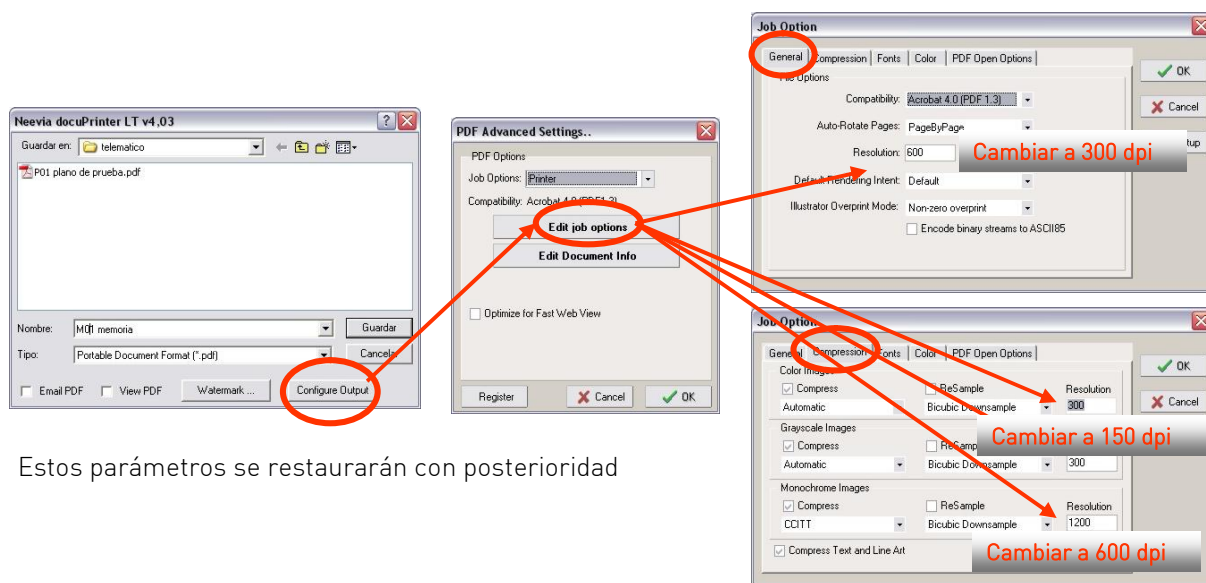 Neevia docuPrinter LT v4,03
Guardar en: telematico
P01 plano de prueba.pdf
Nombre: M01 memoria
Guardar
Tipo: Portable Document Format (*.pdf)
Cancelar
Email PDF View PDF Watermark ... Configure Output
Estos parámetros se restaurarán con posterioridad
PDF Advanced Settings..
PDF Options
Job Options: Printer
Compatibility: Acrobat 4.0 (PDF1.3)
Edit job options
Edit Document Info
Optimize for Fast Web View
Register Cancel OK
Job Option
General Compression Fonts Color PDF Open Options
File Options
Compatibility: Acrobat 4.0 (PDF 1.3)
Auto-Rotate Pages: PageByPage
Resolution: 600
Cambiar a 300 dpi
Default Rendering Intent: Default
Illustrator Overprint Mode: Non-zero overprint
Encode binary streams to ASCII85
OK
Cancel
Job Option
General Compression Fonts Color PDF Open Options
Color Images
Compress ReSample Resolution
Automatic Bicubic Downsample 300
Cambiar a 150 dpi
Grayscale Images
Compress ReSample
Automatic Bicubic Downsample 300
Monochrome Images
Compress ReSample Resolution
CCITT Bicubic Downsample 1200
Cambiar a 600 dpi
Compress Text and Line Art
OK
Cancel